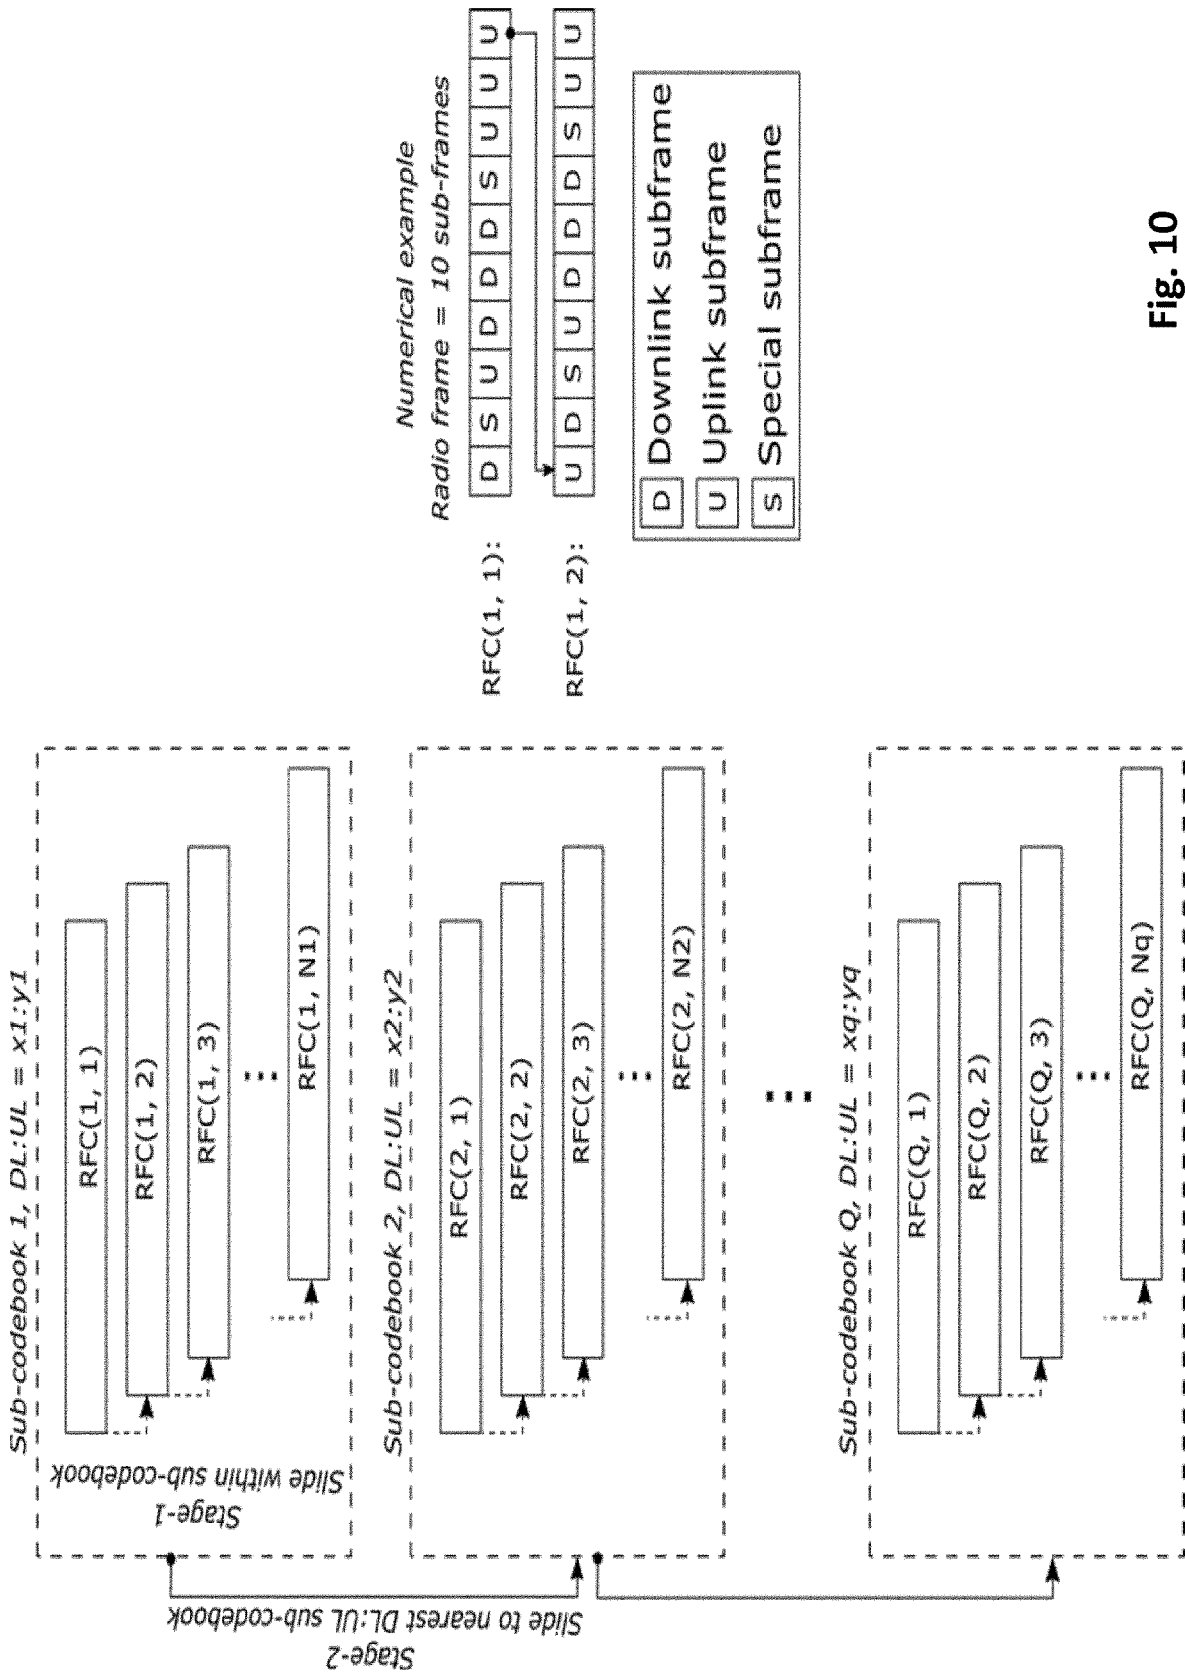 Sub-codebook 1, DL:UL = x1:y1
Stage-1
Slide within sub-codebook
RFC(1, 1)
RFC(1, 2)
RFC(1, 3)
...
RFC(1, N1)
Stage-2
Slide to nearest DL:UL sub-codebook
Sub-codebook 2, DL:UL = x2:y2
RFC(2, 1)
RFC(2, 2)
RFC(2, 3)
...
RFC(2, N2)
...
Sub-codebook Q, DL:UL = xq:yq
RFC(Q, 1)
RFC(Q, 2)
RFC(Q, 3)
...
RFC(Q, Nq)
Numerical example
Radio frame = 10 sub-frames
RFC(1, 1): D S U D D D S U U U
RFC(1, 2): U D S U D D D S U U
D Downlink subframe
U Uplink subframe
S Special subframe
Fig. 10